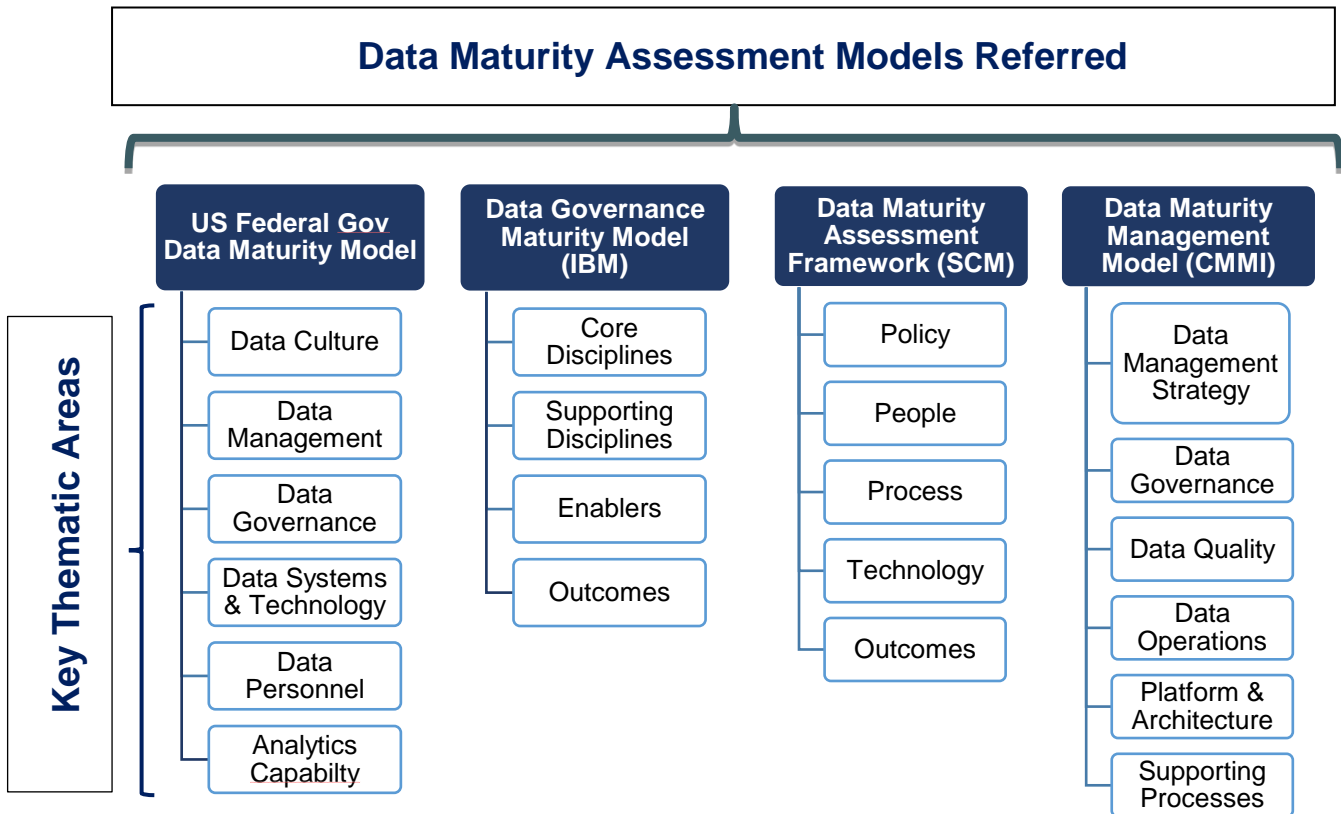 Data Maturity Assessment Models Referred
US Federal Gov
Data Maturity Model
Data Culture
Data
Management
Data
Governance
Data Systems
& Technology
Data
Personnel
Analytics
Capabilty
Data Governance
Maturity Model
(IBM)
Core
Disciplines
Supporting
Disciplines
Enablers
Outcomes
Data Maturity
Assessment
Framework (SCM)
Policy
People
Process
Technology
Outcomes
Data Maturity
Management
Model (CMMI)
Data
Management
Strategy
Data
Governance
Data Quality
Data
Operations
Platform &
Architecture
Supporting
Processes
Key Thematic Areas